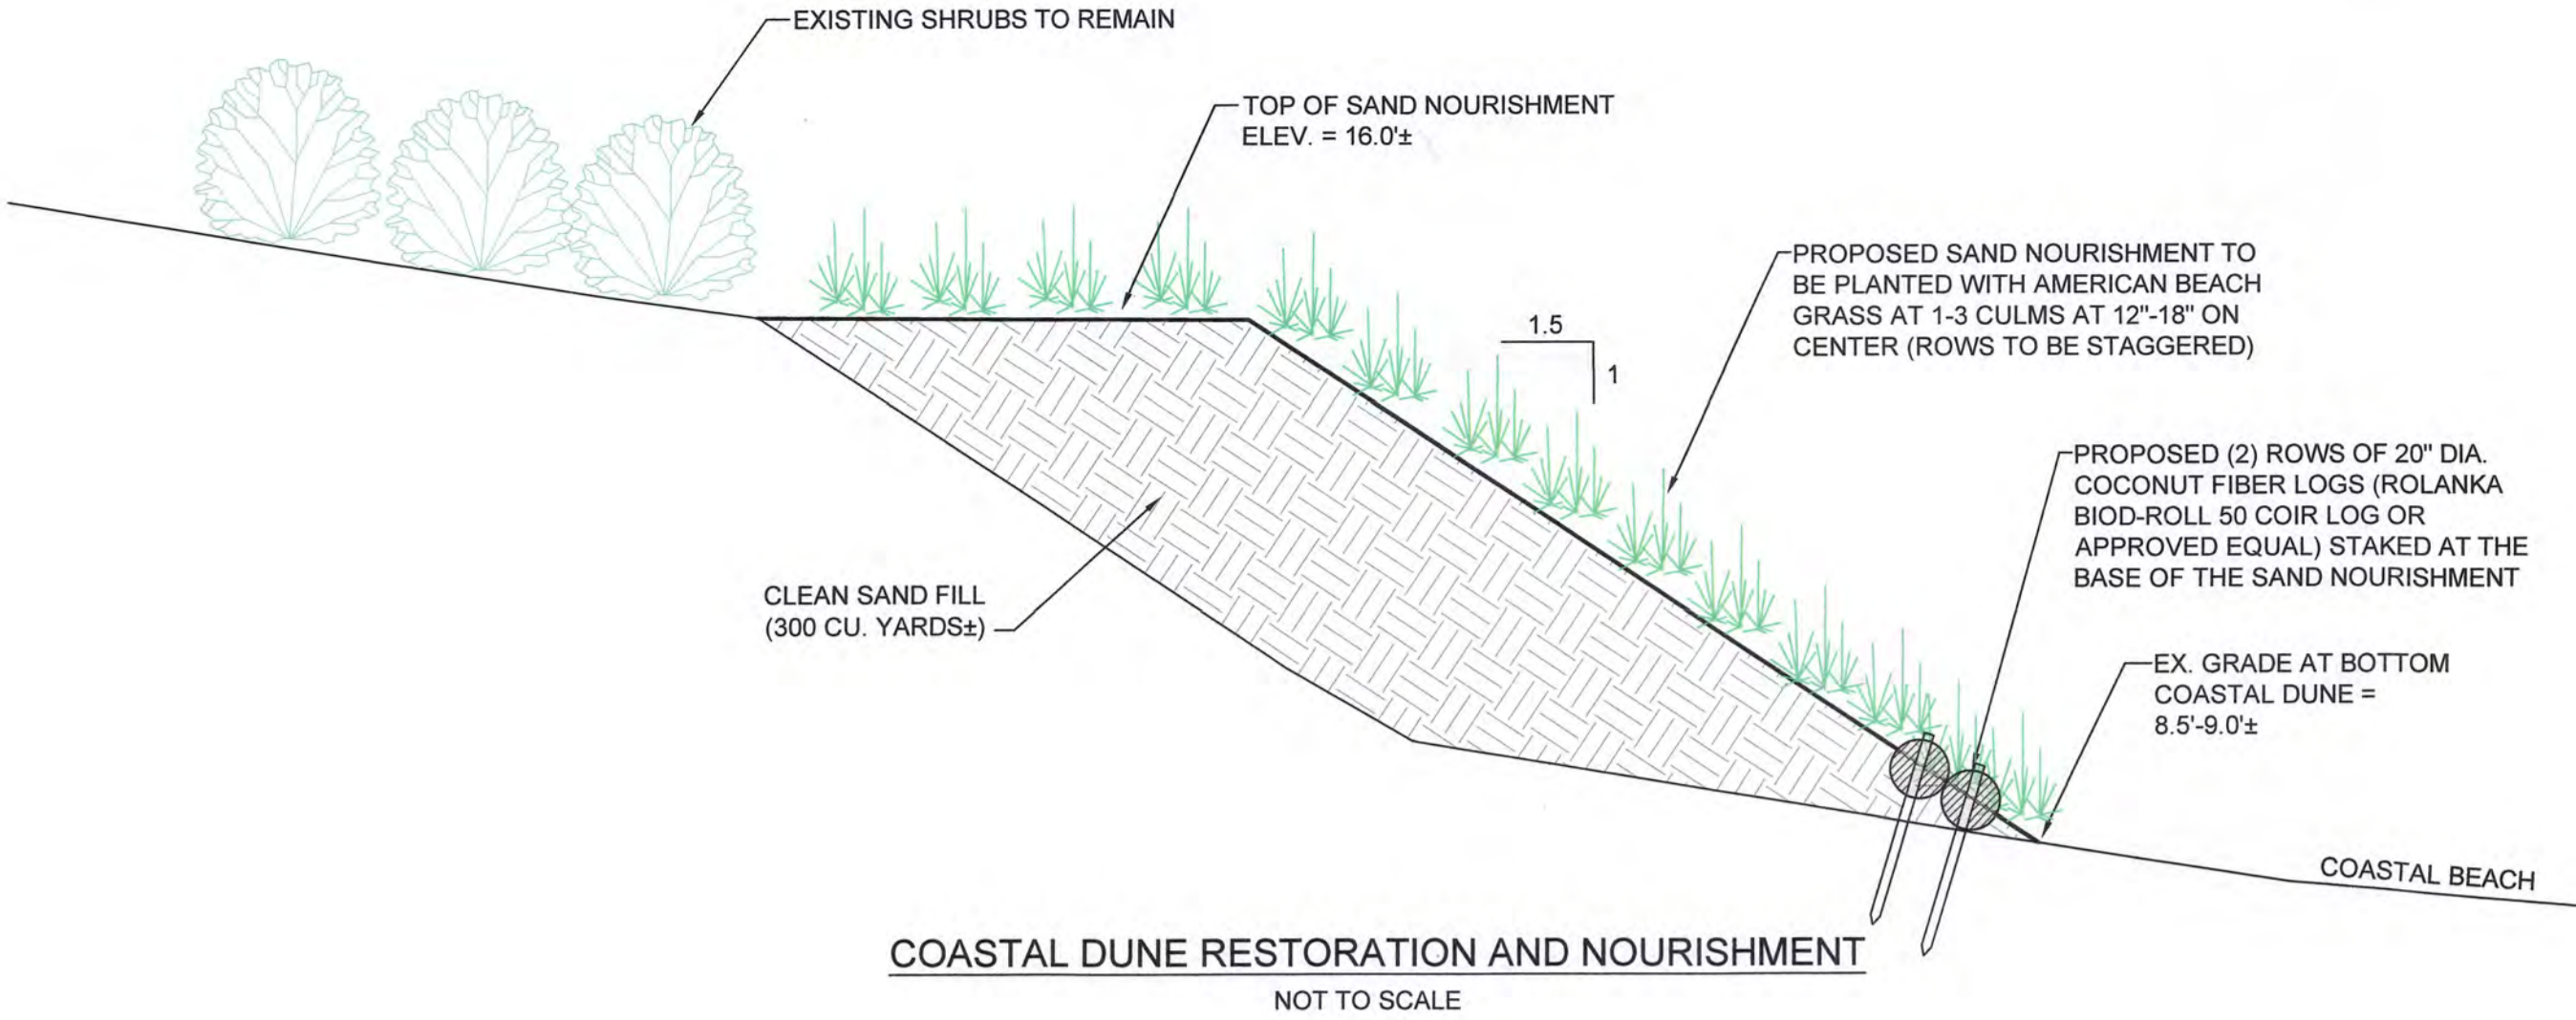 EXISTING SHRUBS TO REMAIN
TOP OF SAND NOURISHMENT
ELEV. = 16.0'±
PROPOSED SAND NOURISHMENT TO
BE PLANTED WITH AMERICAN BEACH
GRASS AT 1-3 CULMS AT 12"-18" ON
CENTER (ROWS TO BE STAGGERED)
1.5
1
PROPOSED (2) ROWS OF 20" DIA.
COCONUT FIBER LOGS (ROLANKA
BIOD-ROLL 50 COIR LOG OR
APPROVED EQUAL) STAKED AT THE
BASE OF THE SAND NOURISHMENT
CLEAN SAND FILL
(300 CU. YARDS±)
EX. GRADE AT BOTTOM
COASTAL DUNE =
8.5'-9.0'±
COASTAL BEACH
COASTAL DUNE RESTORATION AND NOURISHMENT
NOT TO SCALE